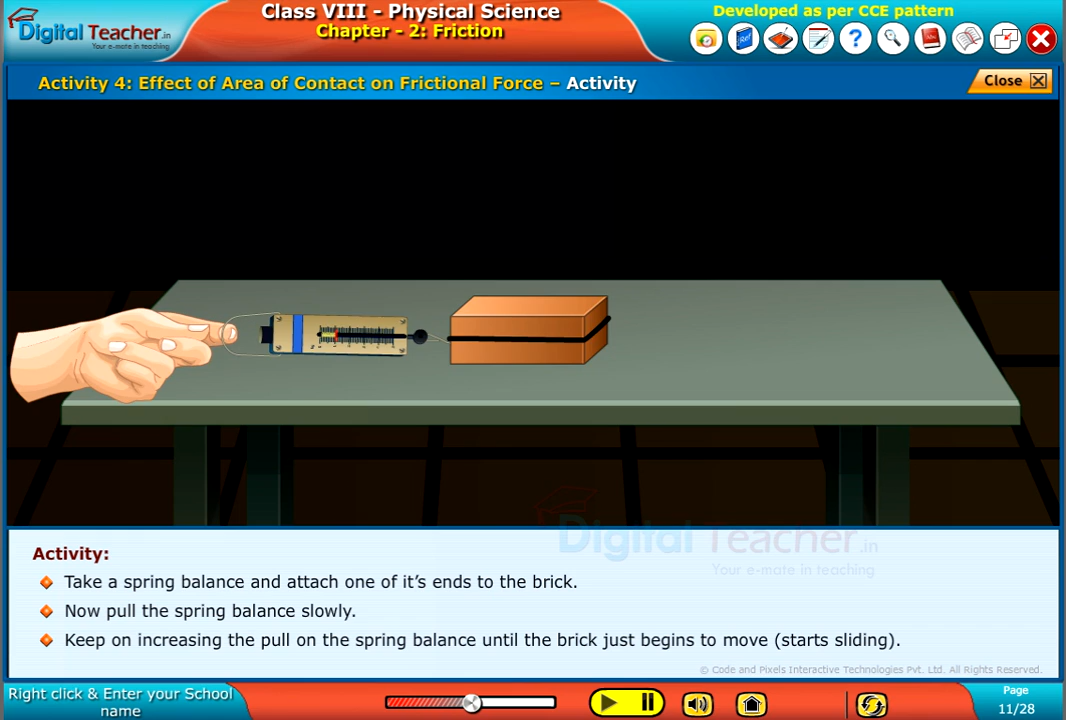 Digital Teacher.in
Your e-mate in teaching
Class VIII - Physical Science
Chapter - 2: Friction
Developed as per CCE pattern
Activity 4: Effect of Area of Contact on Frictional Force – Activity
Close
Digital Teacher.in
Your e-mate in teaching
Activity:
Take a spring balance and attach one of it's ends to the brick.
Now pull the spring balance slowly.
Keep on increasing the pull on the spring balance until the brick just begins to move (starts sliding).
© Code and Pixels Interactive Technologies Pvt. Ltd. All Rights Reserved.
Right click & Enter your School
name
Page
11/28